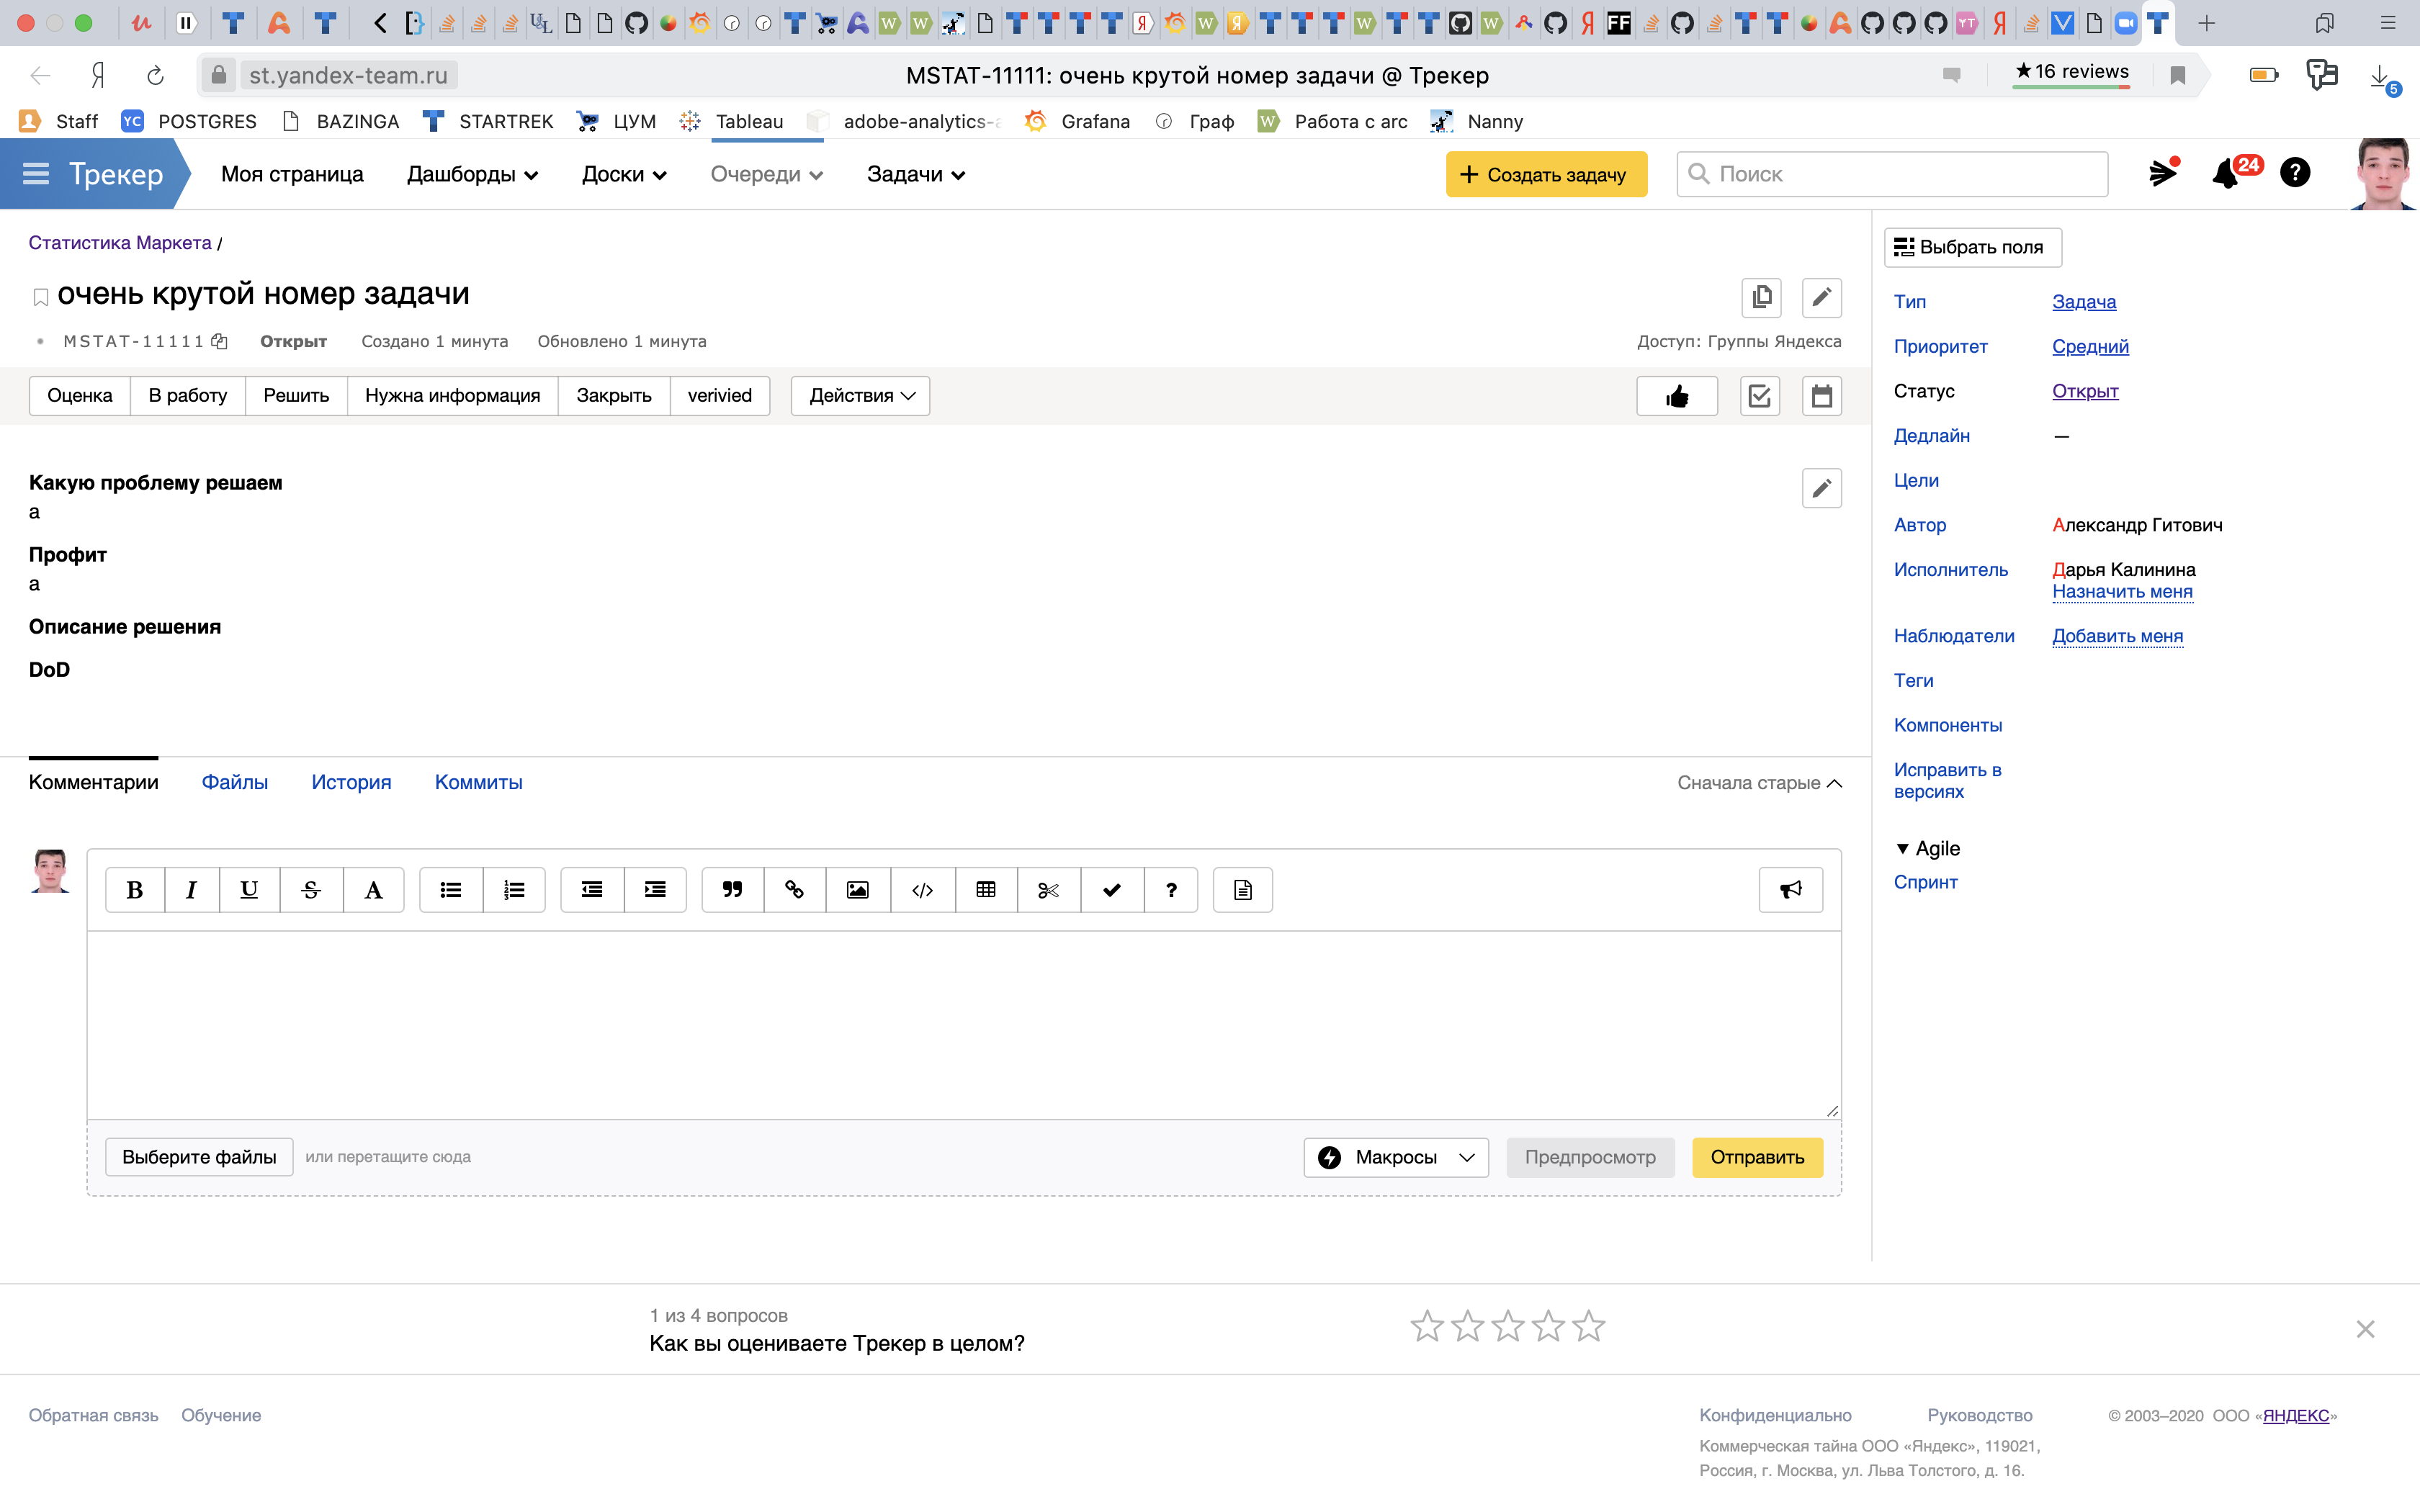 st.yandex-team.ru
MSTAT-11111: очень крутой номер задачи @ Трекер
★16 reviews
5
Staff
YC POSTGRES
BAZINGA
STARTREK
ЦУМ
Tableau
adobe-analytics-a
Grafana
Граф
W Работа с arc
Nanny
Трекер
Моя страница
Дашборды
Доски
Очереди
Задачи
+ Создать задачу
Поиск
24
?
Статистика Маркета /
очень крутой номер задачи
MSTAT-11111 Открыт Создано 1 минута Обновлено 1 минута
Доступ: Группы Яндекса
Оценка В работу Решить Нужна информация Закрыть verivied Действия
Какую проблему решаем
а
Профит
а
Описание решения
DoD
Комментарии Файлы История Коммиты
Сначала старые
B I U S A
Выберите файлы или перетащите сюда
Макросы Предпросмотр Отправить
Выбрать поля
Тип Задача
Приоритет Средний
Статус Открыт
Дедлайн —
Цели
Автор Александр Гитович
Исполнитель Дарья Калинина
Назначить меня
Наблюдатели Добавить меня
Теги
Компоненты
Исправить в
версиях
Agile
Спринт
1 из 4 вопросов
Как вы оцениваете Трекер в целом?
Обратная связь Обучение
Конфиденциально Руководство © 2003–2020 ООО «ЯНДЕКС»
Коммерческая тайна ООО «Яндекс», 119021,
Россия, г. Москва, ул. Льва Толстого, д. 16.